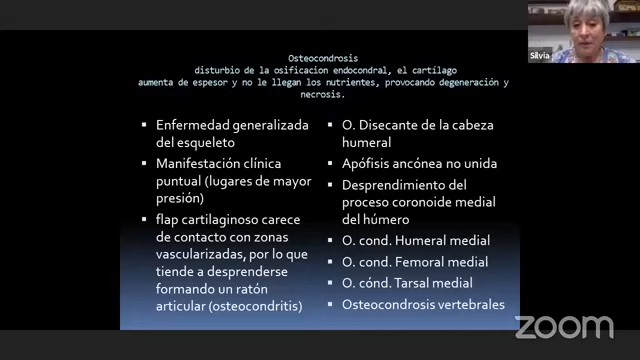 Osteocondrosis
disturbio de la osificacion endocondral, el cartílago
aumenta de espesor y no le llegan los nutrientes, provocando degeneración y
necrosis.
▪ Enfermedad generalizada
del esqueleto
▪ Manifestación clínica
puntual (lugares de mayor
presión)
▪ flap cartilaginoso carece
de contacto con zonas
vascularizadas, por lo que
tiende a desprenderse
formando un ratón
articular (osteocondritis)
▪ O. Disecante de la cabeza
humeral
▪ Apófisis ancónea no unida
▪ Desprendimiento del
proceso coronoide medial
del húmero
▪ O. cond. Humeral medial
▪ O. cond. Femoral medial
▪ O. cónd. Tarsal medial
▪ Osteocondrosis vertebrales
Silvia
zoom